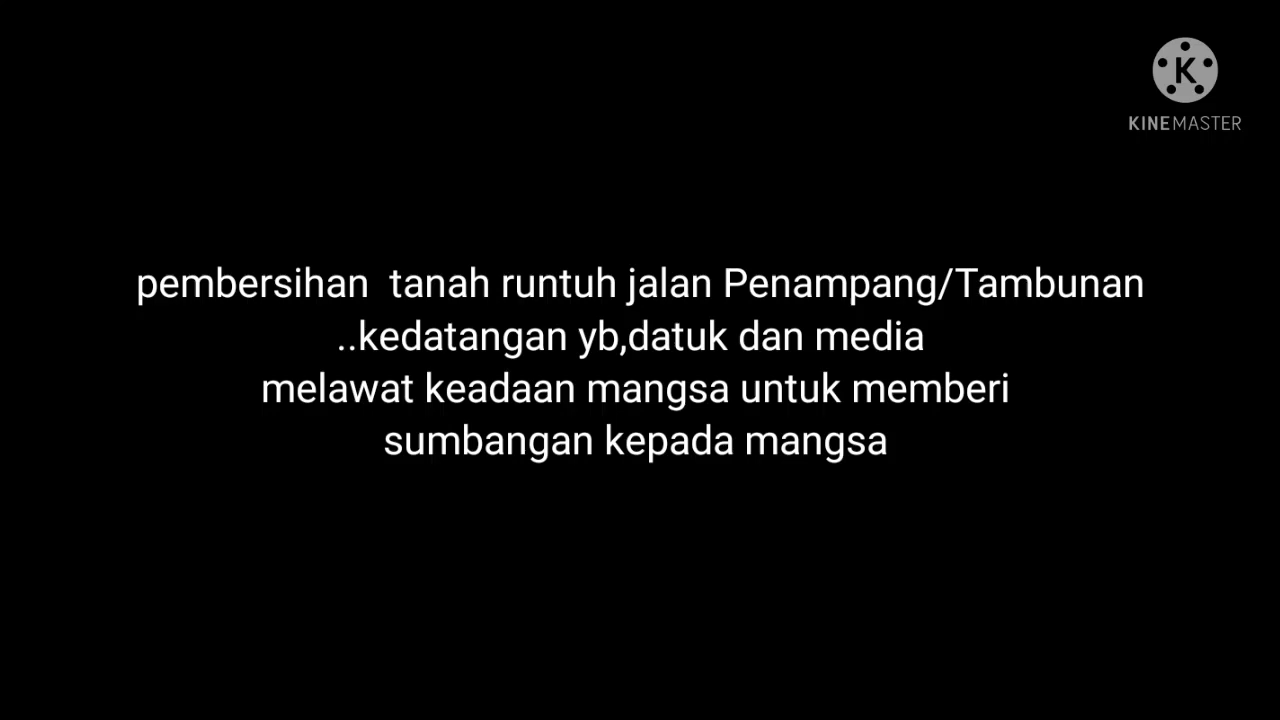 K
KINEMASTER
pembersihan  tanah runtuh jalan Penampang/Tambunan
..kedatangan yb,datuk dan media
melawat keadaan mangsa untuk memberi
sumbangan kepada mangsa